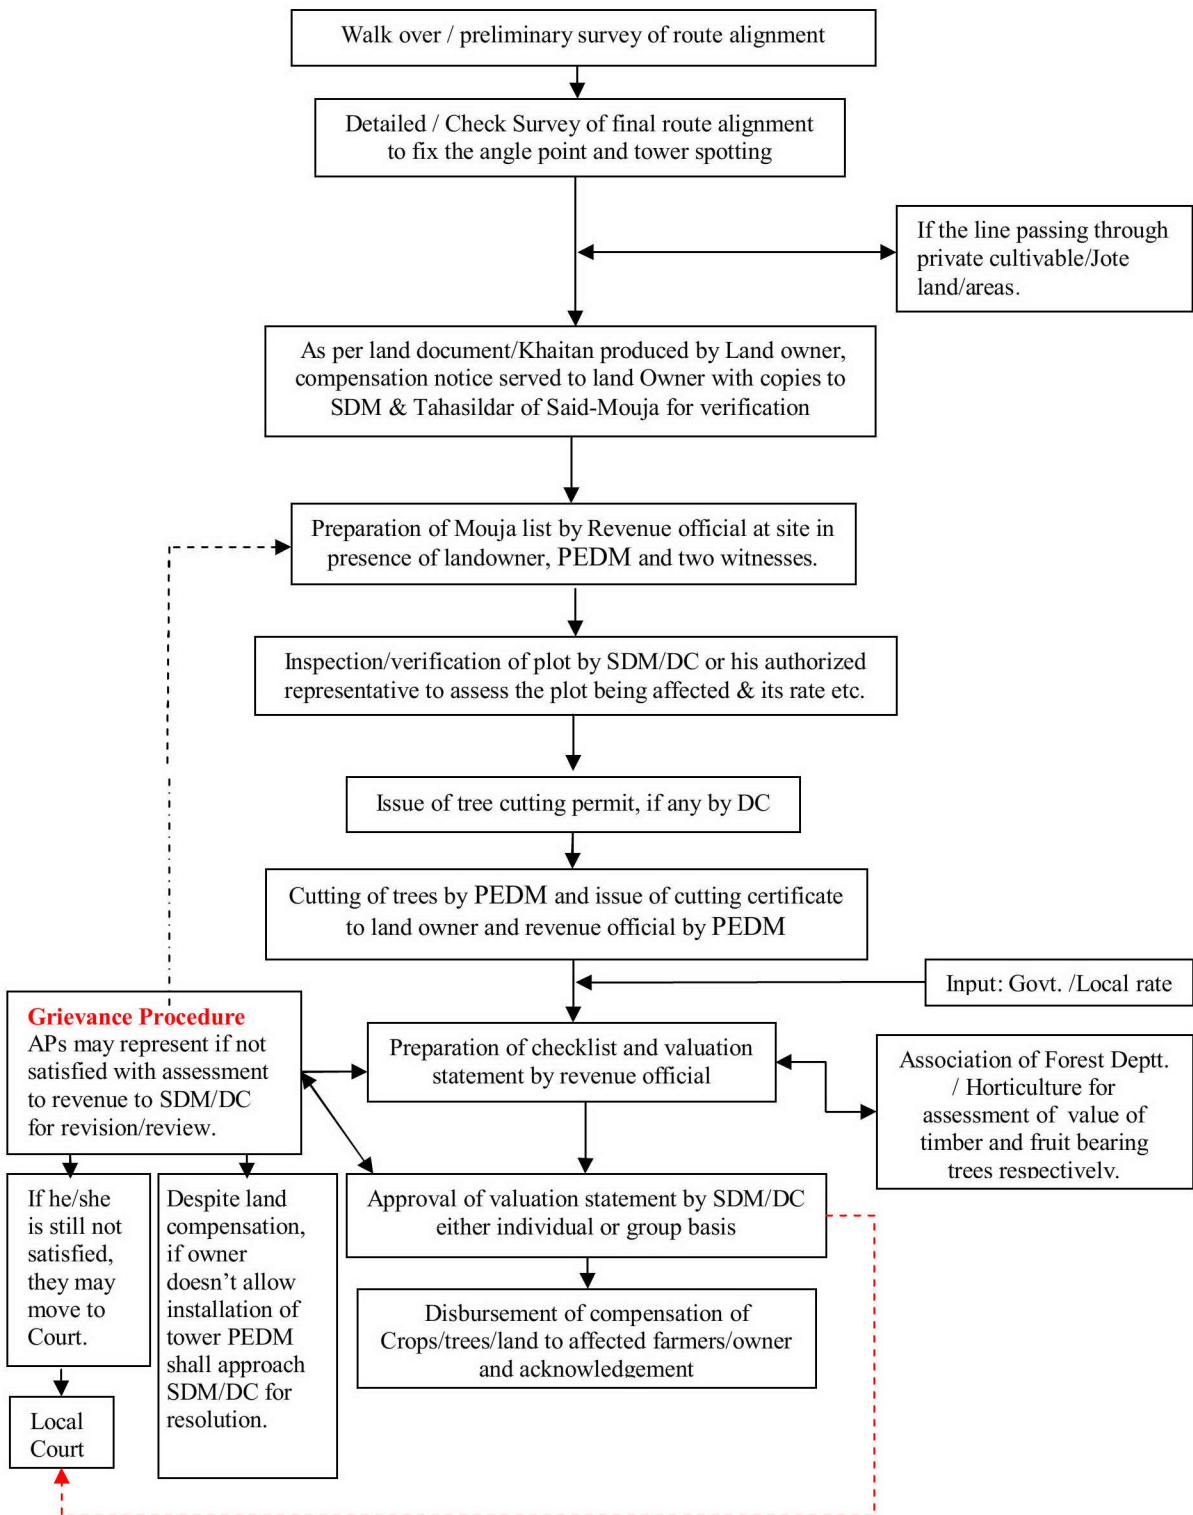 Walk over / preliminary survey of route alignment
Detailed / Check Survey of final route alignment
to fix the angle point and tower spotting
If the line passing through
private cultivable/Jote
land/areas.
As per land document/Khaitan produced by Land owner,
compensation notice served to land Owner with copies to
SDM & Tahasildar of Said-Mouja for verification
Preparation of Mouja list by Revenue official at site in
presence of landowner, PEDM and two witnesses.
Inspection/verification of plot by SDM/DC or his authorized
representative to assess the plot being affected & its rate etc.
Issue of tree cutting permit, if any by DC
Cutting of trees by PEDM and issue of cutting certificate
to land owner and revenue official by PEDM
Input: Govt. /Local rate
Grievance Procedure
APs may represent if not
satisfied with assessment
to revenue to SDM/DC
for revision/review.
Preparation of checklist and valuation
statement by revenue official
Association of Forest Deptt.
/ Horticulture for
assessment of value of
timber and fruit bearing
trees respectively.
If he/she
is still not
satisfied,
they may
move to
Court.
Despite land
compensation,
if owner
doesn't allow
installation of
tower PEDM
shall approach
SDM/DC for
resolution.
Approval of valuation statement by SDM/DC
either individual or group basis
Disbursement of compensation of
Crops/trees/land to affected farmers/owner
and acknowledgement
Local
Court